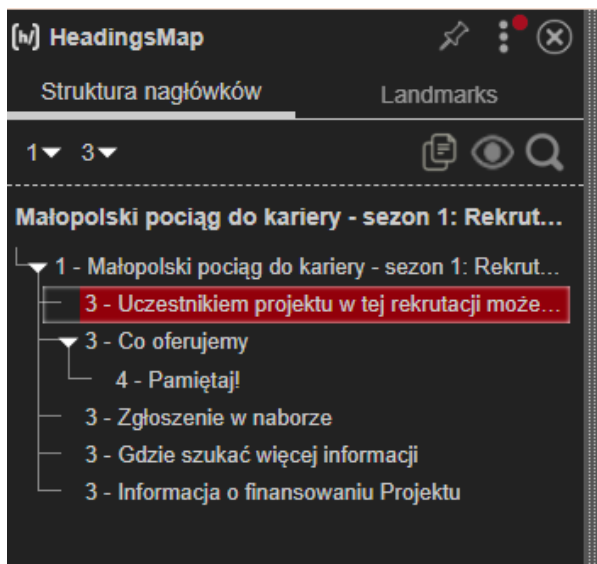 (h/) HeadingsMap
Struktura nagłówków Landmarks
1 3
Małopolski pociąg do kariery - sezon 1: Rekrut...
1 - Małopolski pociąg do kariery - sezon 1: Rekrut...
3 - Uczestnikiem projektu w tej rekrutacji może...
3 - Co oferujemy
4 - Pamiętaj!
3 - Zgłoszenie w naborze
3 - Gdzie szukać więcej informacji
3 - Informacja o finansowaniu Projektu